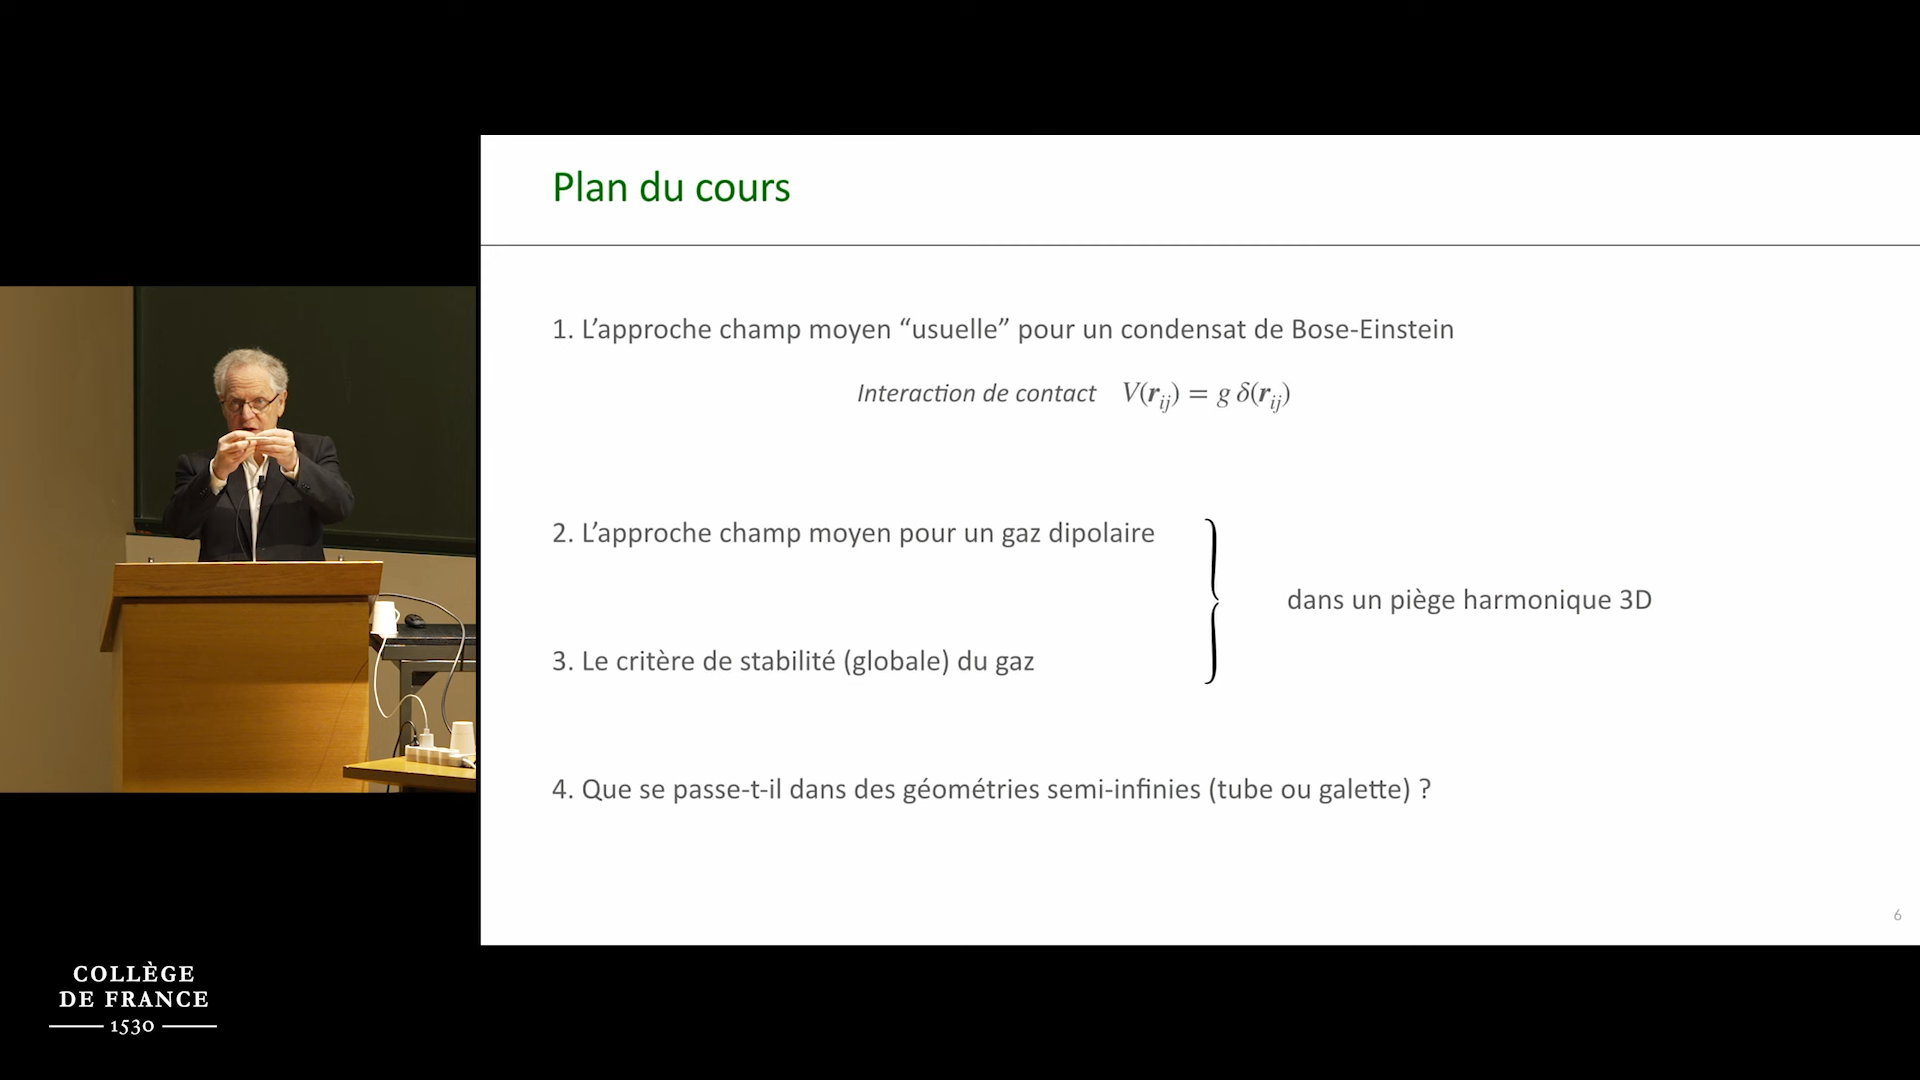 Plan du cours
1. L’approche champ moyen “usuelle” pour un condensat de Bose-Einstein
Interaction de contact V(r_ij) = g δ(r_ij)
2. L’approche champ moyen pour un gaz dipolaire
dans un piège harmonique 3D
3. Le critère de stabilité (globale) du gaz
4. Que se passe-t-il dans des géométries semi-infinies (tube ou galette) ?
6
COLLÈGE
DE FRANCE
1530